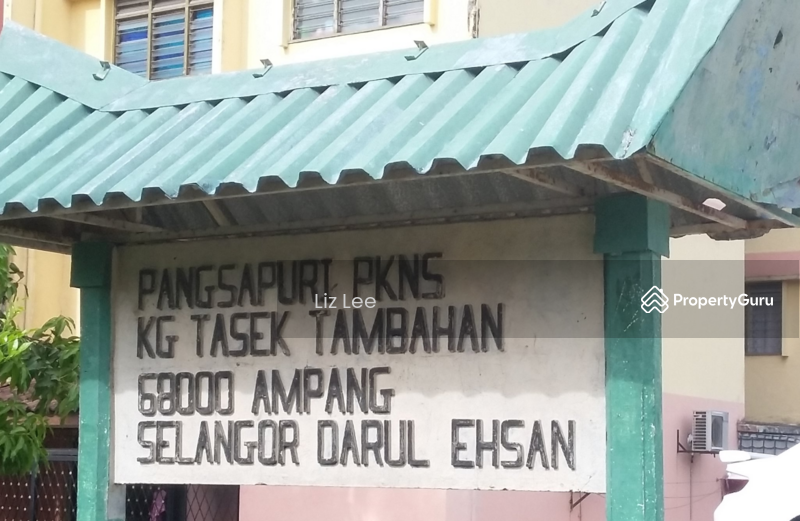 PANGSAPURI PKNS
KG TASEK TAMBAHAN
68000 AMPANG
SELANGOR DARUL EHSAN
Liz Lee
PropertyGuru